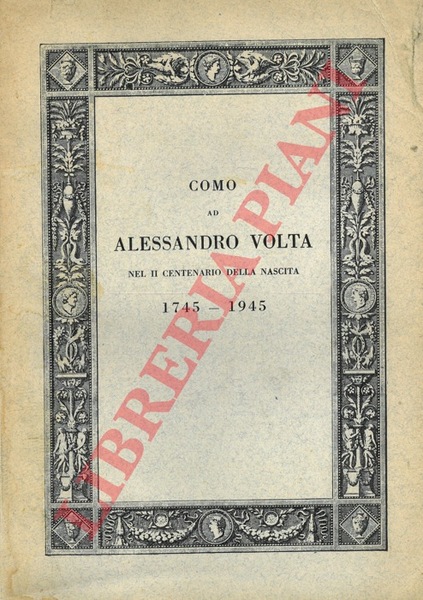 COMO
AD
ALESSANDRO VOLTA
NEL II CENTENARIO DELLA NASCITA
1745 — 1945
LIBRERIA PIANI